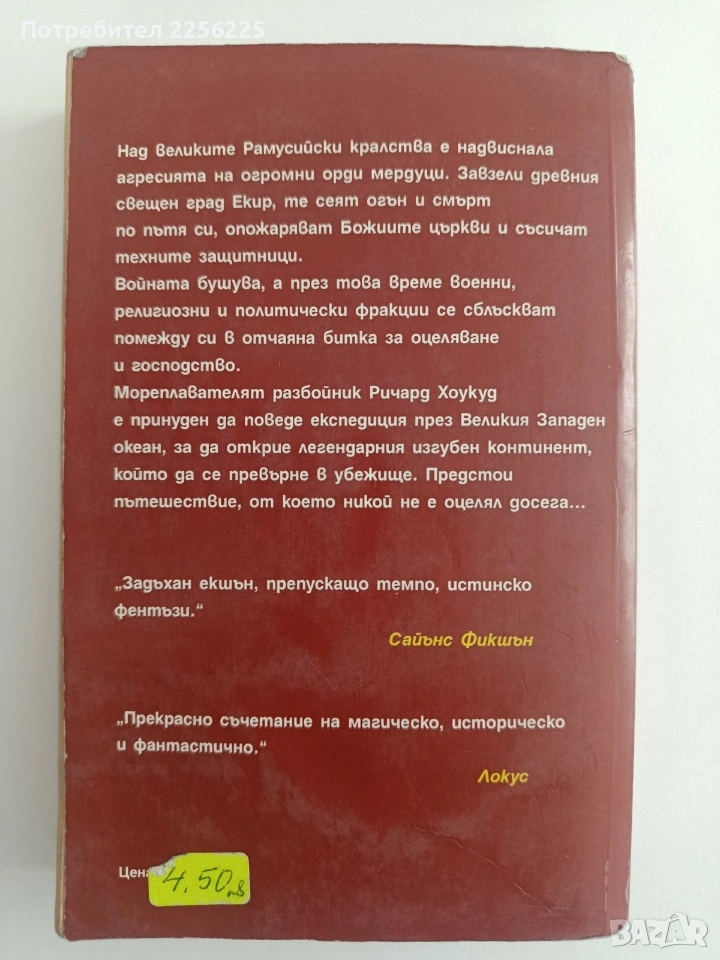 Потребител 2256225
Над великите Рамусийски кралства е надвиснала
агресията на огромни орди мердуци. Завзели древния
свещен град Екир, те сеят огън и смърт
по пътя си, опожаряват Божиите църкви и съсичат
техните защитници.
Войната бушува, а през това време военни,
религиозни и политически фракции се сблъскват
помежду си в отчаяна битка за оцеляване
и господство.
Мореплавателят разбойник Ричард Хоукуд
е принуден да поведе експедиция през Великия Западен
океан, за да открие легендарния изгубен континент,
който да се превърне в убежище. Предстои
пътешествие, от което никой не е оцелял досега...
„Задъхан екшън, препускащо темпо, истинско
фентъзи.“
Сайънс Фикшън
„Прекрасно съчетание на магическо, историческо
и фантастично.“
Локус
Цена 4.50лв
BAZAR